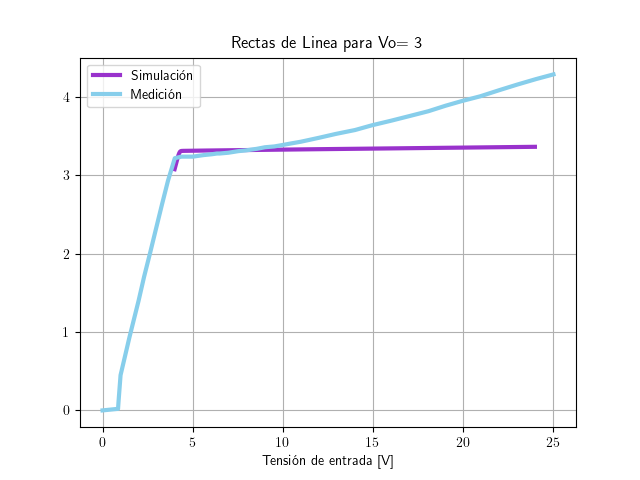 Rectas de Linea para Vo= 3
Simulación
Medición
4
3
2
1
0
0 5 10 15 20 25
Tensión de entrada [V]